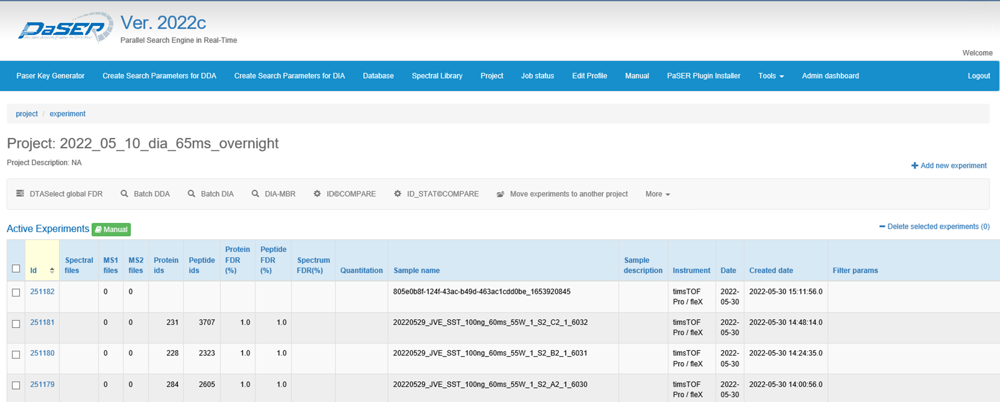 PaSER
Ver. 2022c
Parallel Search Engine in Real-Time
Welcome
Paser Key Generator Create Search Parameters for DDA Create Search Parameters for DIA Database Spectral Library Project Job status Edit Profile Manual PaSER Plugin Installer Tools Admin dashboard Logout
project / experiment
Project: 2022_05_10_dia_65ms_overnight
Project Description: NA
Add new experiment
DTASelect global FDR Batch DDA Batch DIA DIA-MBR ID©COMPARE ID_STAT©COMPARE Move experiments to another project More
Active Experiments Manual
Delete selected experiments (0)
Id Spectral files MS1 files MS2 files Protein ids Peptide ids Protein FDR (%) Peptide FDR (%) Spectrum FDR(%) Quantitation Sample name Sample description Instrument Date Created date Filter params
251182 0 0 805e0b8f-124f-43ac-b49d-463ac1cdd0be_1653920845 timsTOF Pro / fleX 2022-05-30 2022-05-30 15:11:56.0
251181 0 0 231 3707 1.0 1.0 20220529_JVE_SST_100ng_60ms_55W_1_S2_C2_1_6032 timsTOF Pro / fleX 2022-05-30 2022-05-30 14:48:14.0
251180 0 0 228 2323 1.0 1.0 20220529_JVE_SST_100ng_60ms_55W_1_S2_B2_1_6031 timsTOF Pro / fleX 2022-05-30 2022-05-30 14:24:35.0
251179 0 0 284 2605 1.0 1.0 20220529_JVE_SST_100ng_60ms_55W_1_S2_A2_1_6030 timsTOF Pro / fleX 2022-05-30 2022-05-30 14:00:56.0